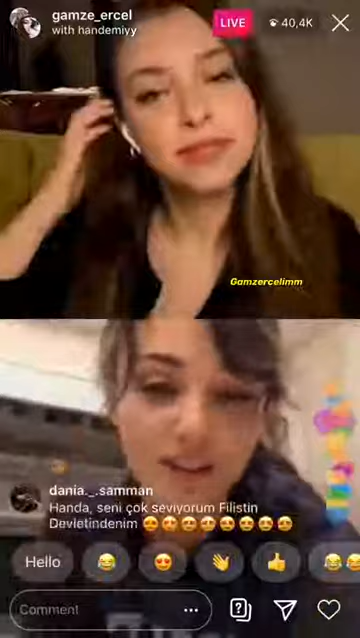 gamze_ercel
with handemiyy
LIVE
40,4K
Gamzercelimm
dania._.samman
Handa, seni çok seviyorum Filistin
Devletindenim 😍😍😍😍😍😍😍😍
Hello
Comment